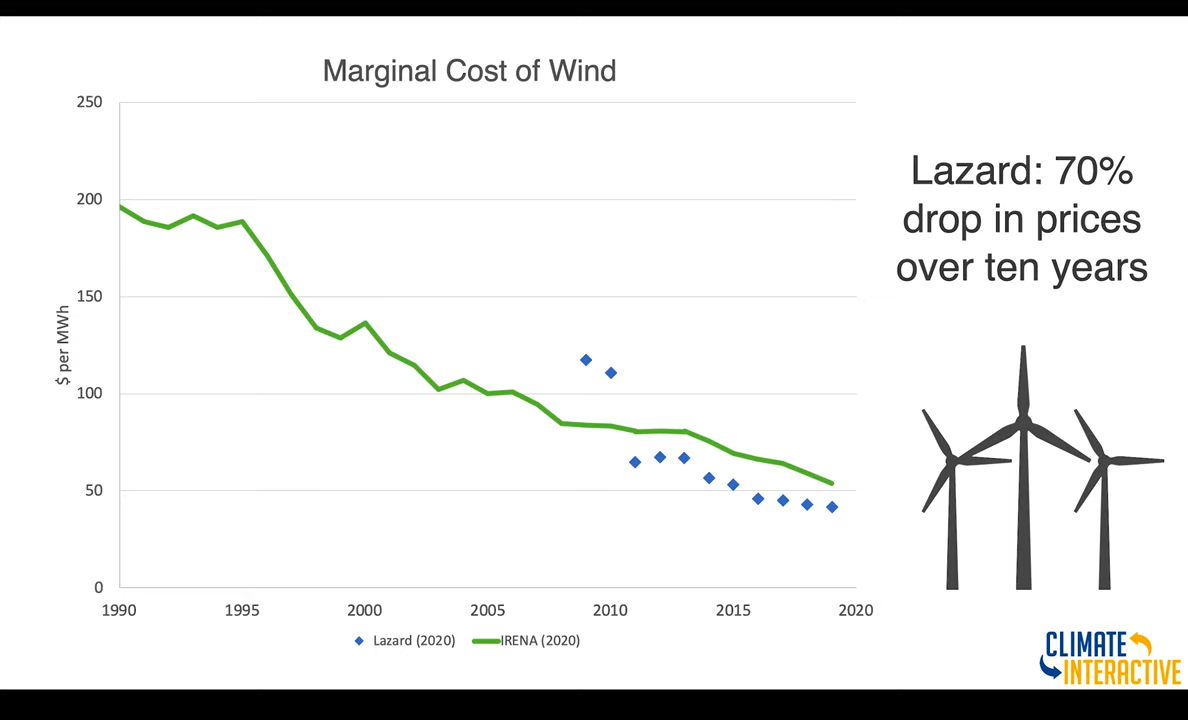 Marginal Cost of Wind
250
200
150
100
50
0
$ per MWh
1990
1995
2000
2005
2010
2015
2020
Lazard (2020)
IRENA (2020)
Lazard: 70%
drop in prices
over ten years
CLIMATE
INTERACTIVE